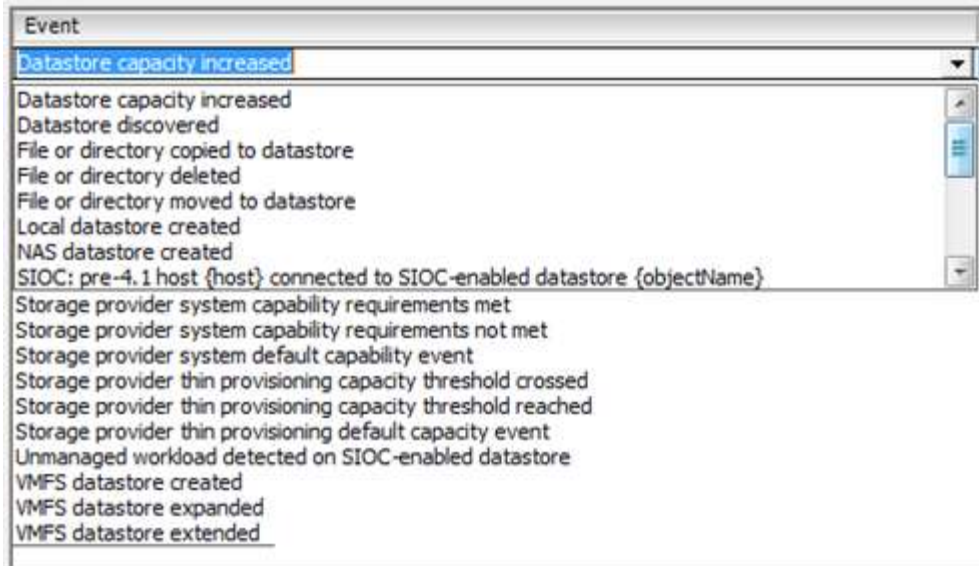 Event
Datastore capacity increased
Datastore capacity increased
Datastore discovered
File or directory copied to datastore
File or directory deleted
File or directory moved to datastore
Local datastore created
NAS datastore created
SIOC: pre-4.1 host {host} connected to SIOC-enabled datastore {objectName}
Storage provider system capability requirements met
Storage provider system capability requirements not met
Storage provider system default capability event
Storage provider thin provisioning capacity threshold crossed
Storage provider thin provisioning capacity threshold reached
Storage provider thin provisioning default capacity event
Unmanaged workload detected on SIOC-enabled datastore
VMFS datastore created
VMFS datastore expanded
VMFS datastore extended